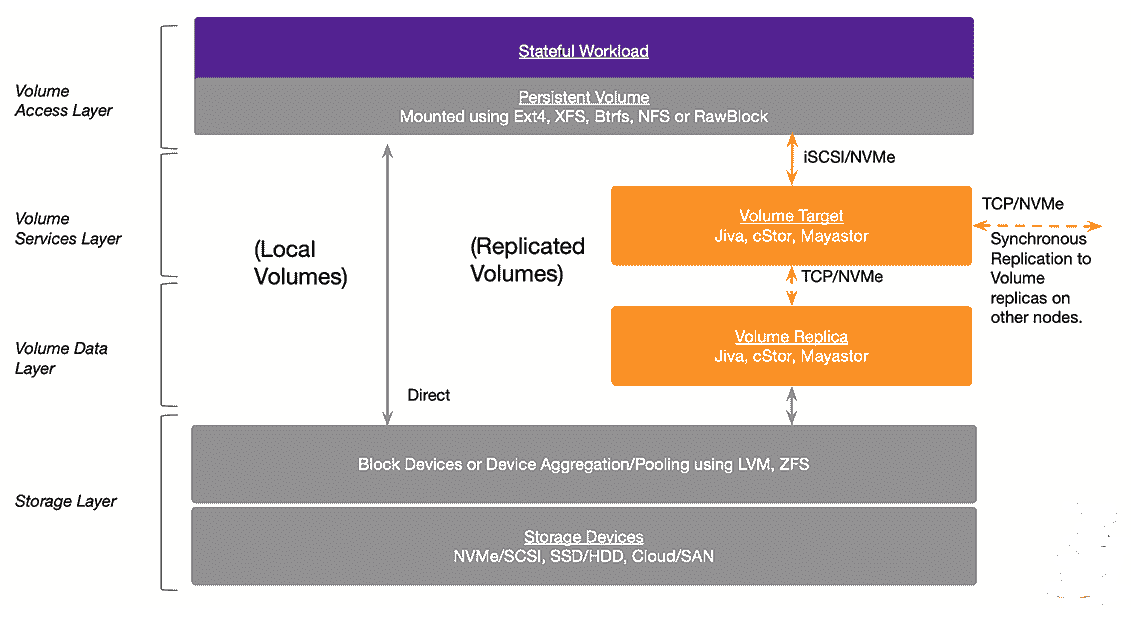 Stateful Workload
Volume
Access Layer
Persistent Volume
Mounted using Ext4, XFS, Btrfs, NFS or RawBlock
iSCSI/NVMe
Volume
Services Layer
(Local
Volumes)
(Replicated
Volumes)
Volume Target
Jiva, cStor, Mayastor
TCP/NVMe
Synchronous
Replication to
Volume
replicas on
other nodes.
TCP/NVMe
Volume Data
Layer
Volume Replica
Jiva, cStor, Mayastor
Direct
Storage Layer
Block Devices or Device Aggregation/Pooling using LVM, ZFS
Storage Devices
NVMe/SCSI, SSD/HDD, Cloud/SAN